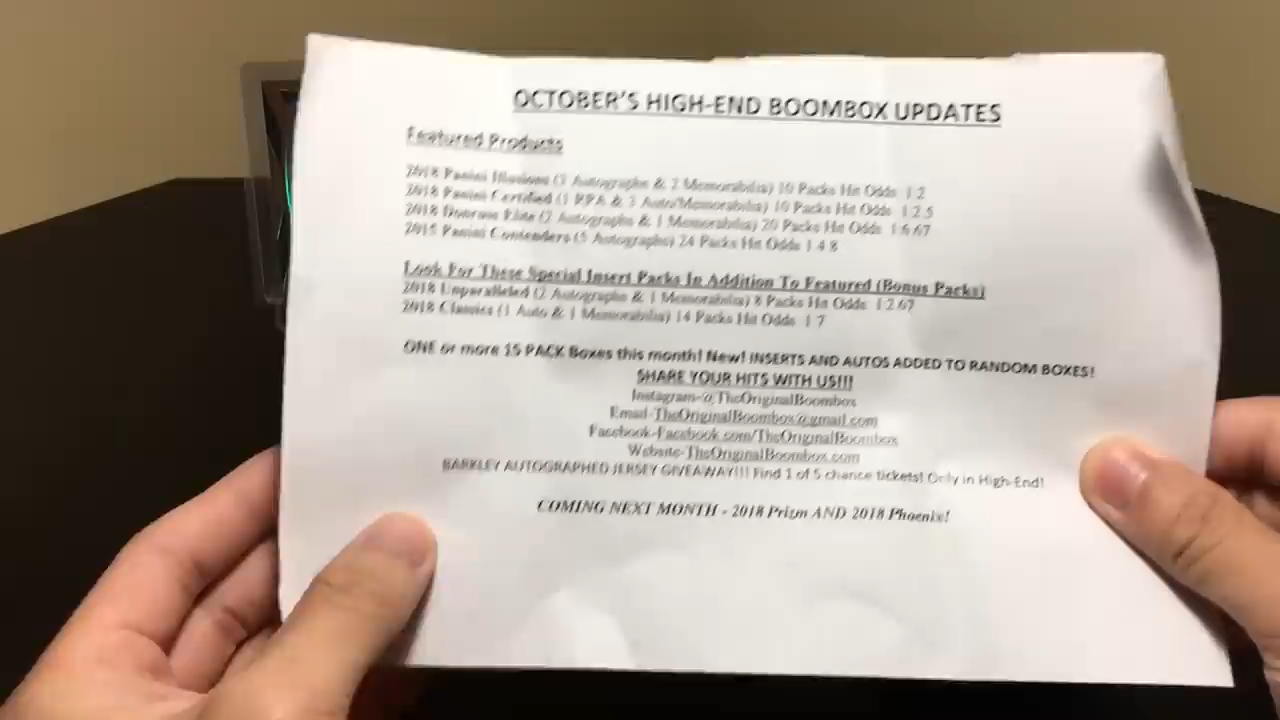 OCTOBER'S HIGH-END BOOMBOX UPDATES
Featured Products
2018 Panini Illusions (2 Autographs & 2 Memorabilia) 10 Packs Hit Odds 1:2.5
2018 Panini Certified (1 RPA & 3 Auto/Memorabilia) 10 Packs Hit Odds 1:2.5
2018 Donruss Elite (2 Autographs & 1 Memorabilia) 20 Packs Hit Odds 1:6.67
2015 Panini Contenders (5 Autographs) 24 Packs Hit Odds 1:4.8
Look For These Special Insert Packs In Addition To Featured (Bonus Packs)
2018 Unparalleled (2 Autographs & 1 Memorabilia) 8 Packs Hit Odds 1:2.67
2018 Classics (1 Auto & 1 Memorabilia) 14 Packs Hit Odds 1:7
ONE or more 15 PACK Boxes this month! New! INSERTS AND AUTOS ADDED TO RANDOM BOXES!
SHARE YOUR HITS WITH US!!!
Instagram-@TheOriginalBoombox
Email-TheOriginalBoombox@gmail.com
Facebook-Facebook.com/TheOriginalBoombox
Website-TheOriginalBoombox.com
BARKLEY AUTOGRAPHED JERSEY GIVEAWAY!!! Find 1 of 5 chance tickets! Only in High-End!
COMING NEXT MONTH - 2018 Prizm AND 2018 Phoenix!